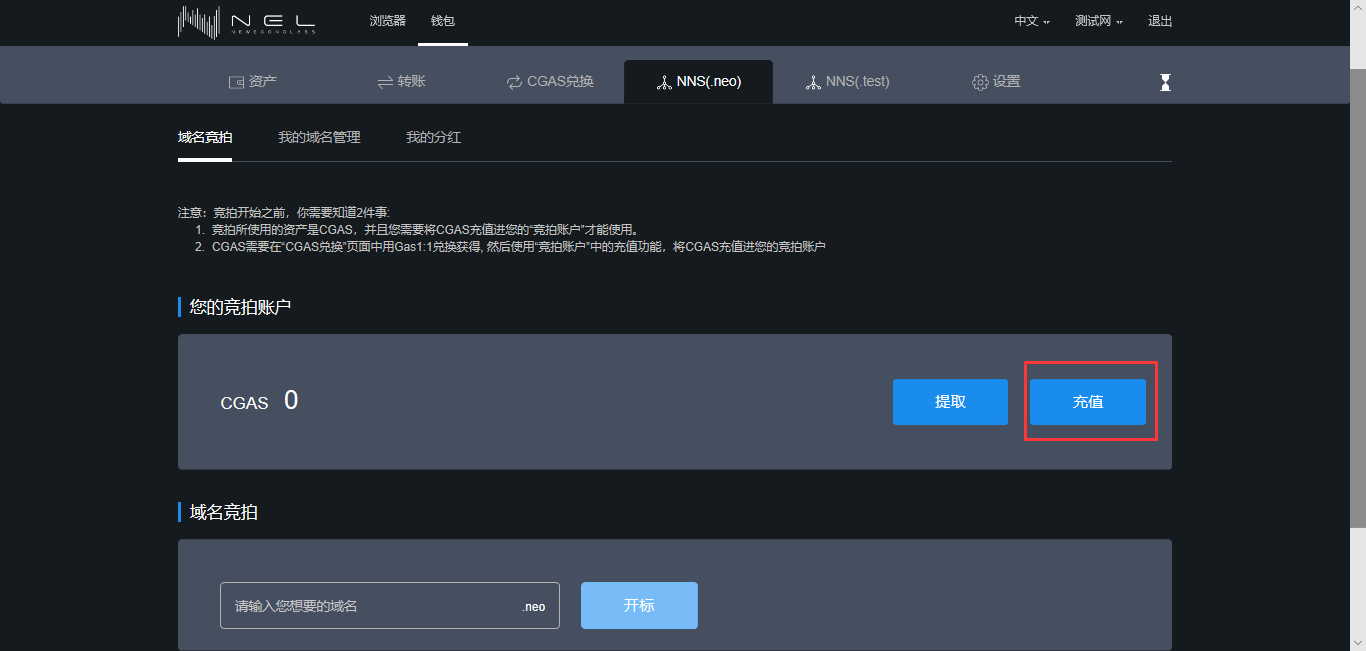 NEL
NEWECONOLABS
浏览器 钱包 中文 测试网 退出
资产 转账 CGAS兑换 NNS(.neo) NNS(.test) 设置
域名竞拍 我的域名管理 我的分红
注意：竞拍开始之前，你需要知道2件事:
1. 竞拍所使用的资产是CGAS，并且您需要将CGAS充值进您的“竞拍账户”才能使用。
2. CGAS需要在“CGAS兑换”页面中用Gas1:1兑换获得, 然后使用“竞拍账户”中的充值功能，将CGAS充值进您的竞拍账户
您的竞拍账户
CGAS 0 提取 充值
域名竞拍
请输入您想要的域名 .neo 开标